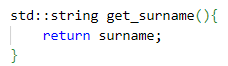 std::string get_surname(){
    return surname;
}